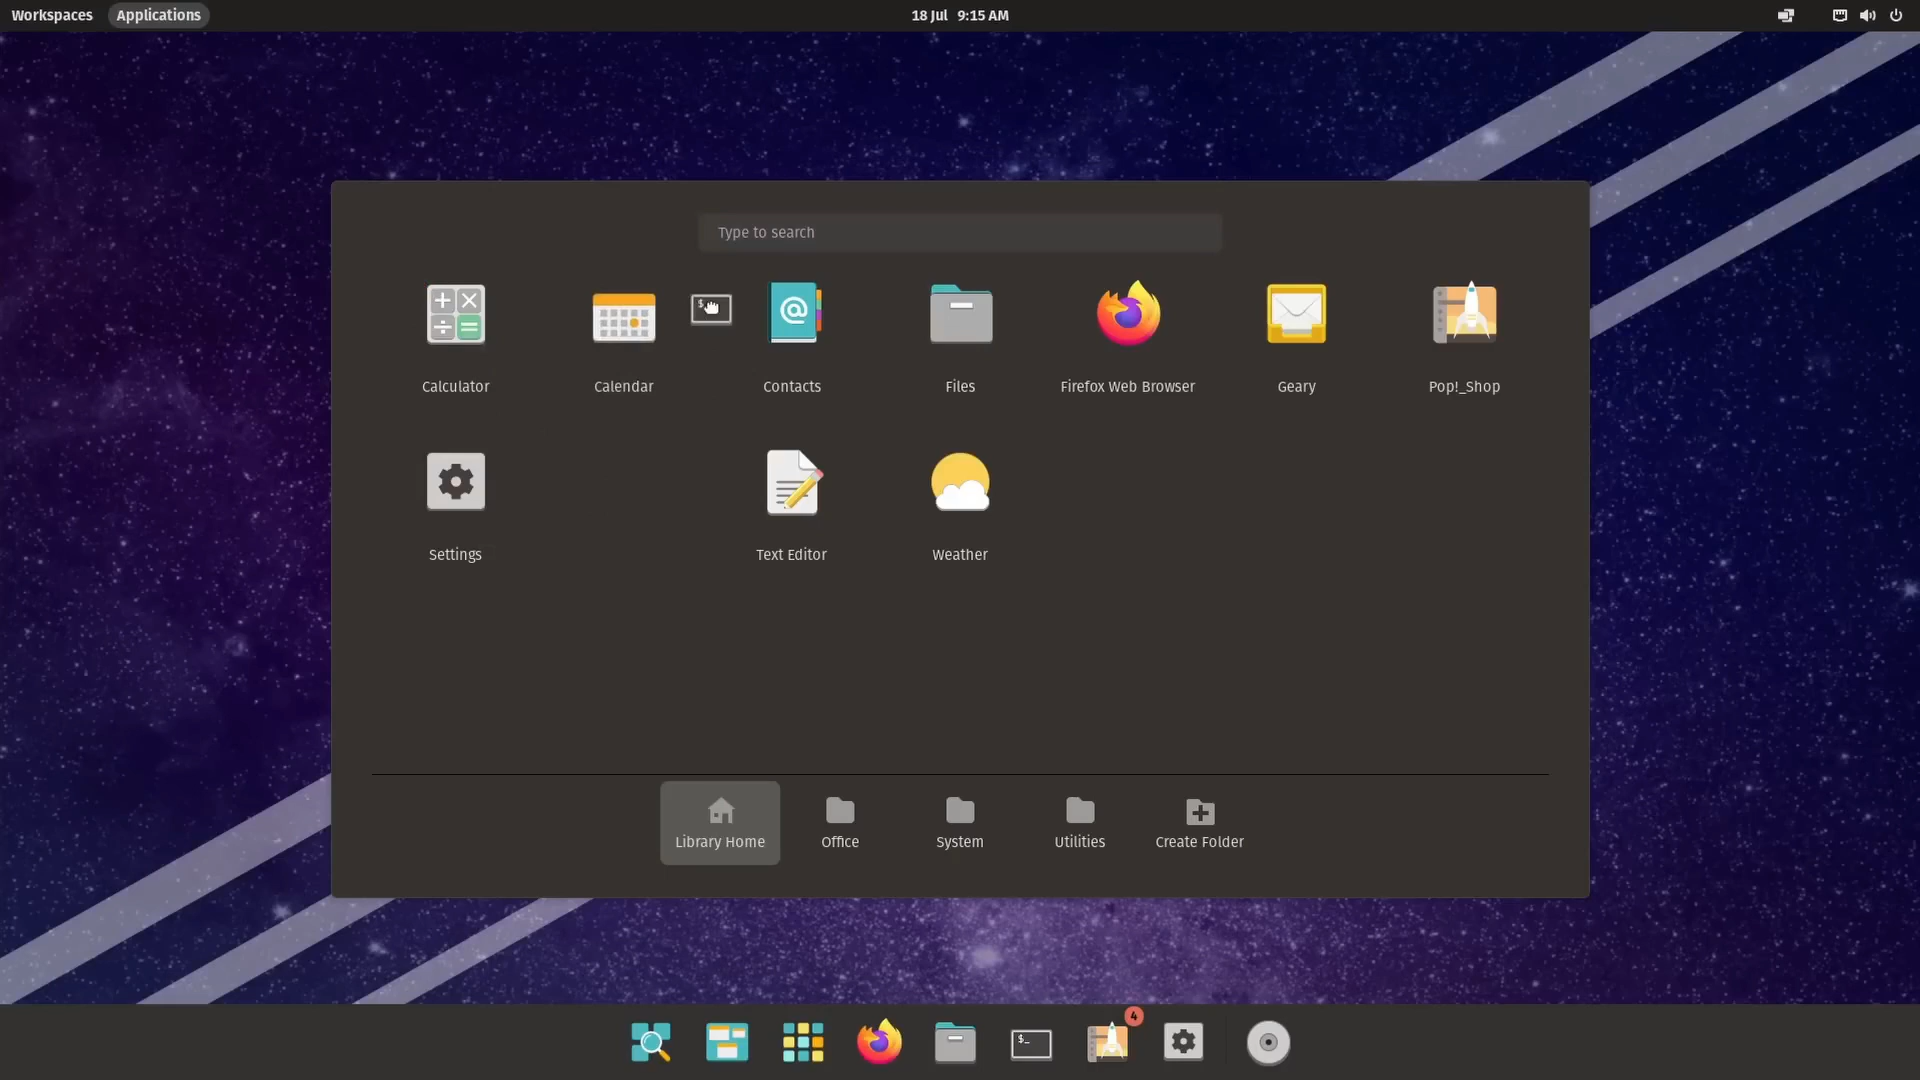 Workspaces Applications 18 Jul 9:15 AM
Type to search
Calculator Calendar Contacts Files Firefox Web Browser Geary Pop!_Shop
Settings Text Editor Weather
Library Home Office System Utilities Create Folder
4